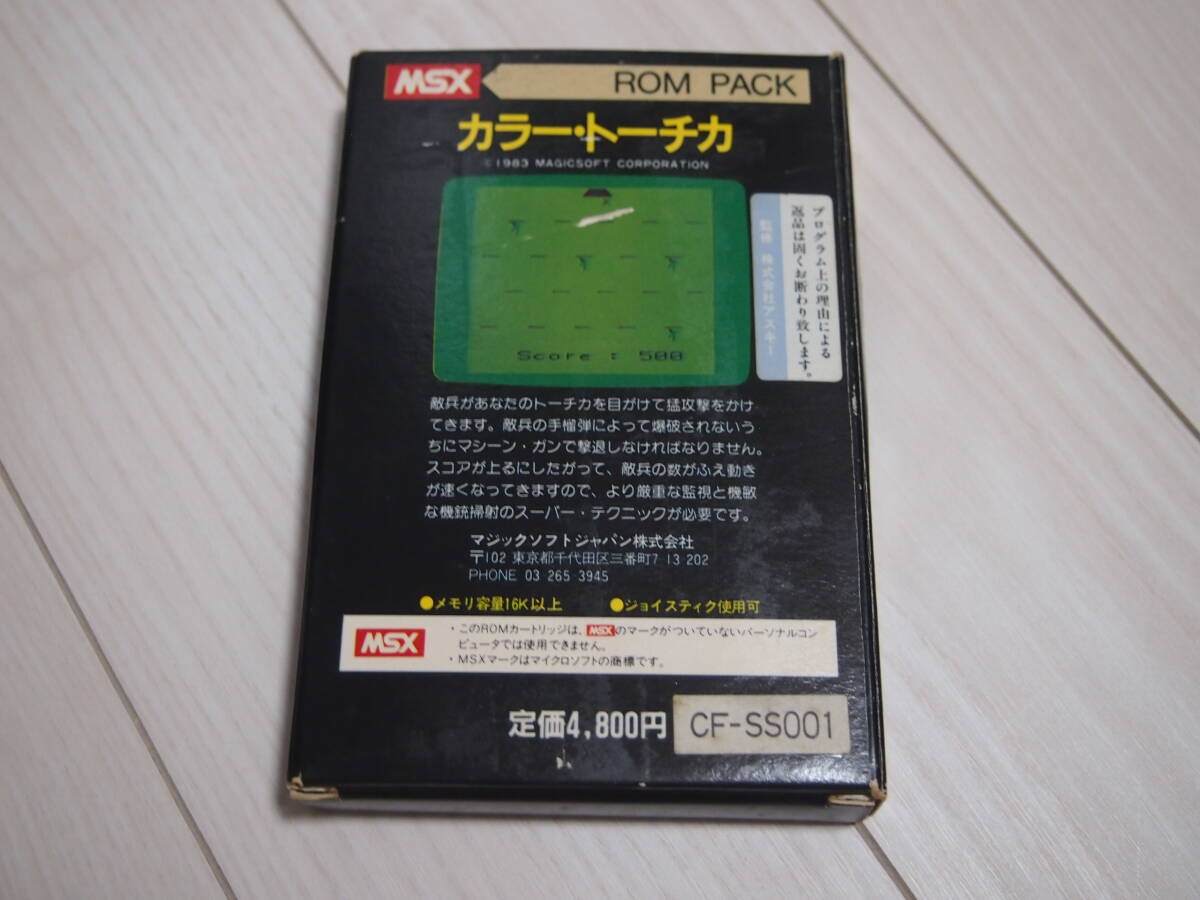 MSX
ROM PACK
カラー・トーチカ
©1983 MAGICSOFT CORPORATION
Score : 500
プログラム上の理由による
返品は固くお断わり致します。
監修 株式会社アスキー
敵兵があなたのトーチカを目がけて猛攻撃をかけ
てきます。敵兵の手榴弾によって爆破されないう
ちにマシーン・ガンで撃退しなければなりません。
スコアが上るにしたがって、敵兵の数がふえ動き
が速くなってきますので、より厳重な監視と機敏
な機銃掃射のスーパー・テクニックが必要です。
マジックソフトジャパン株式会社
〒102 東京都千代田区三番町7 13 202
PHONE 03 265 3945
●メモリ容量16K以上 ●ジョイスティク使用可
MSX
・このROMカートリッジは、MSXのマークがついていないパーソナルコン
ピュータでは使用できません。
・MSXマークはマイクロソフトの商標です。
定価4,800円
CF-SS001